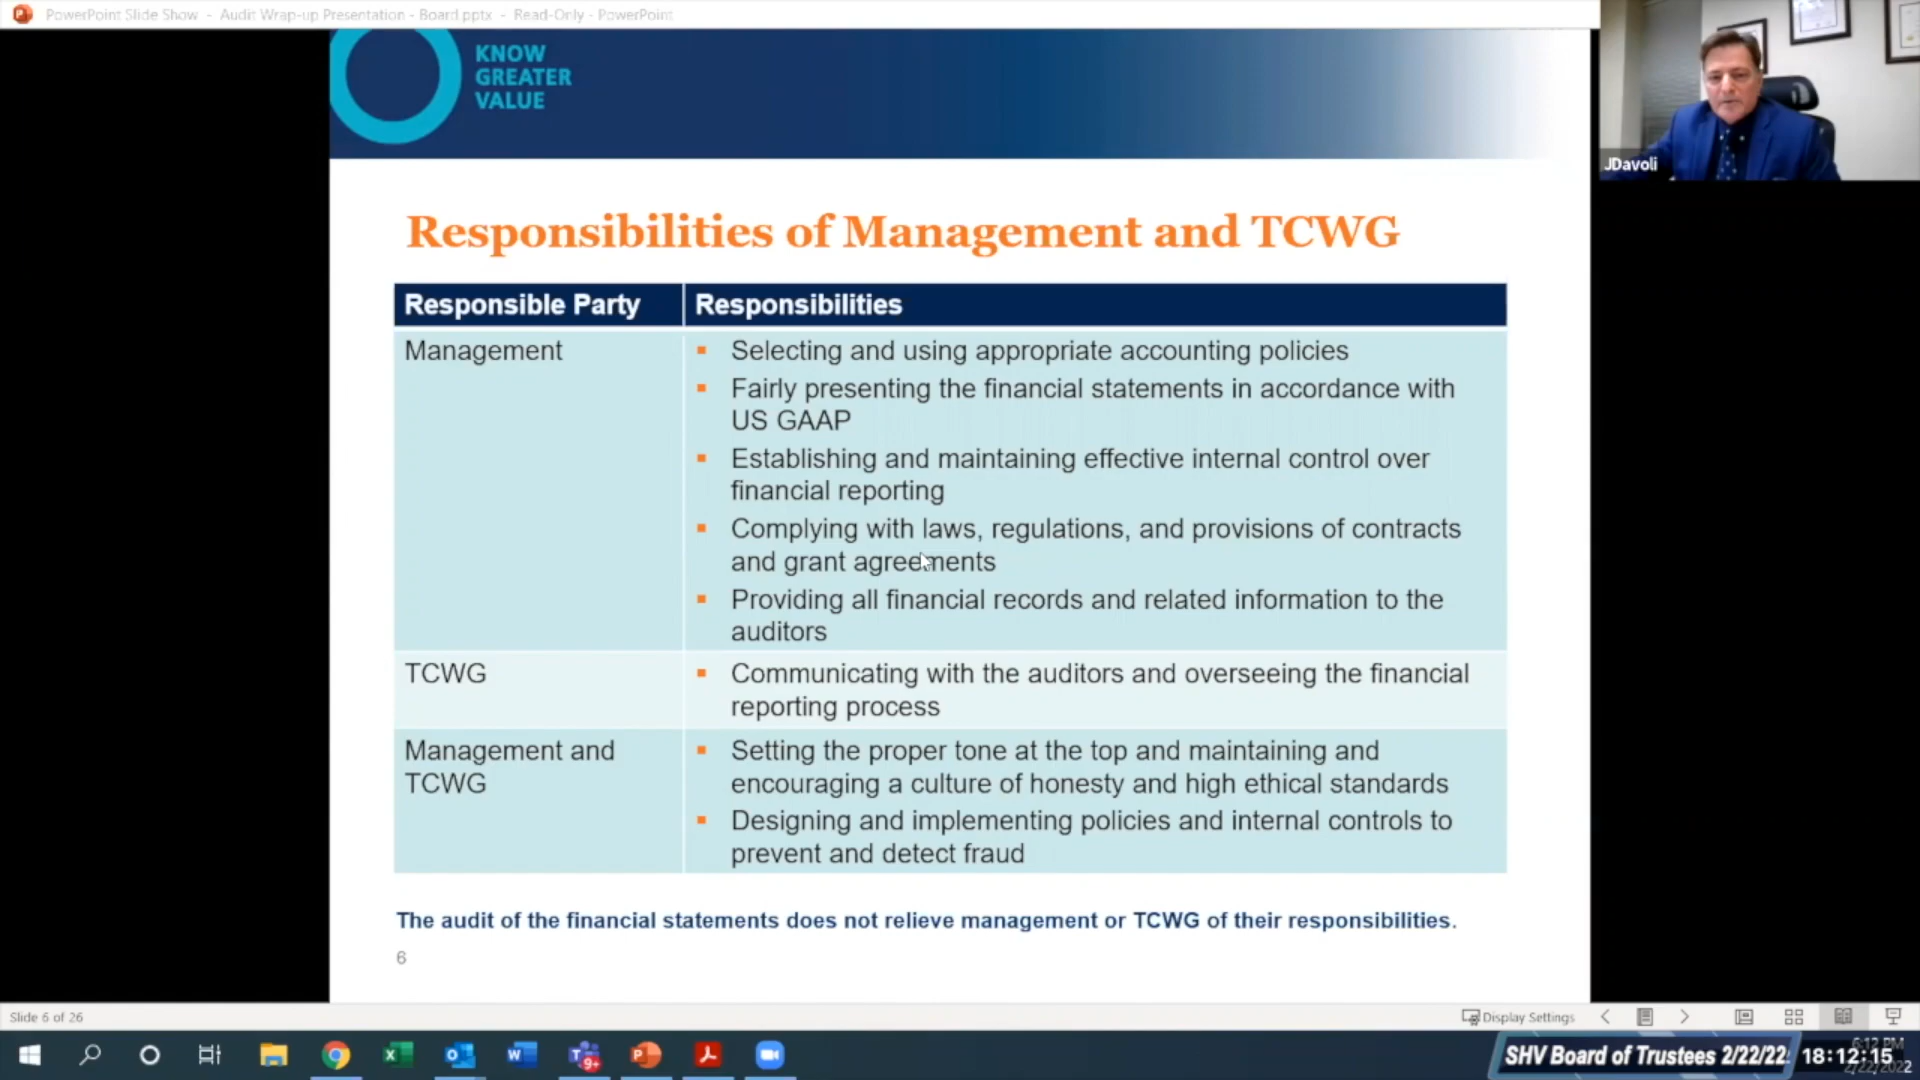 PowerPoint Slide Show - Audit Wrap-up Presentation - Board.pptx - Read-Only - PowerPoint
KNOW
GREATER
VALUE
JDavoli
Responsibilities of Management and TCWG
Responsible Party
Responsibilities
Management
▪ Selecting and using appropriate accounting policies
▪ Fairly presenting the financial statements in accordance with
US GAAP
▪ Establishing and maintaining effective internal control over
financial reporting
▪ Complying with laws, regulations, and provisions of contracts
and grant agreements
▪ Providing all financial records and related information to the
auditors
TCWG
▪ Communicating with the auditors and overseeing the financial
reporting process
Management and
TCWG
▪ Setting the proper tone at the top and maintaining and
encouraging a culture of honesty and high ethical standards
▪ Designing and implementing policies and internal controls to
prevent and detect fraud
The audit of the financial statements does not relieve management or TCWG of their responsibilities.
6
Slide 6 of 26
Display Settings
9+
SHV Board of Trustees 2/22/22
18:12:15
6:12 PM
2/22/2022